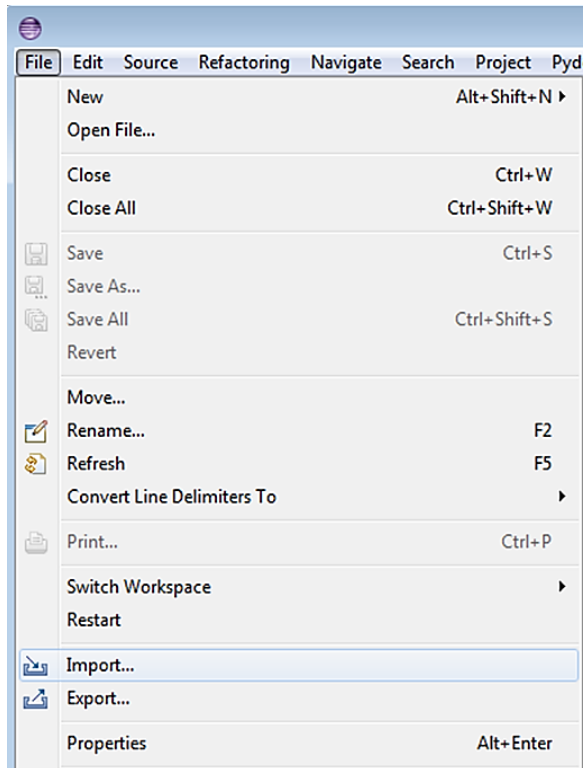 File Edit Source Refactoring Navigate Search Project Pyd
New Alt+Shift+N
Open File...
Close Ctrl+W
Close All Ctrl+Shift+W
Save Ctrl+S
Save As...
Save All Ctrl+Shift+S
Revert
Move...
Rename... F2
Refresh F5
Convert Line Delimiters To
Print... Ctrl+P
Switch Workspace
Restart
Import...
Export...
Properties Alt+Enter